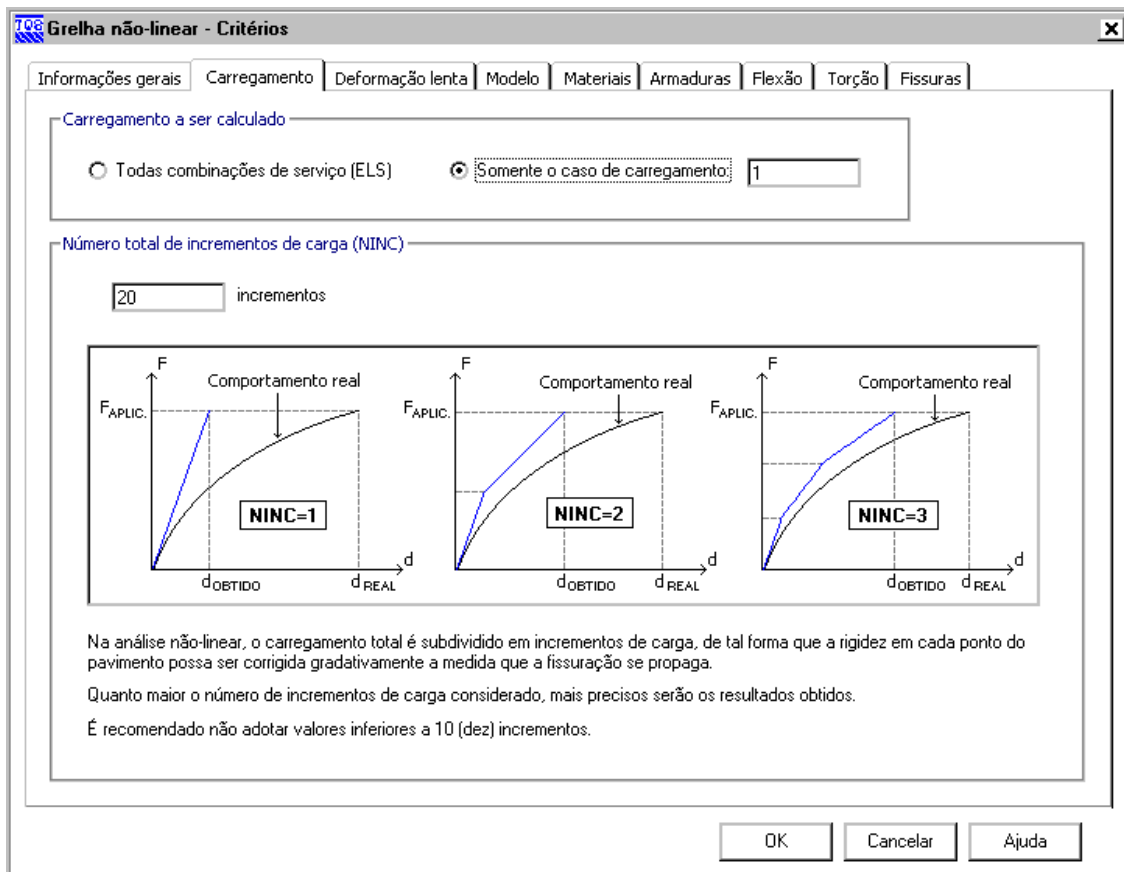 TQS Grelha não-linear - Critérios
Informações gerais Carregamento Deformação lenta Modelo Materiais Armaduras Flexão Torção Fissuras
Carregamento a ser calculado
Todas combinações de serviço (ELS) Somente o caso de carregamento: 1
Número total de incrementos de carga (NINC)
20 incrementos
F F F
Comportamento real Comportamento real Comportamento real
FAPLIC. FAPLIC. FAPLIC.
NINC=1 NINC=2 NINC=3
d d d
dOBTIDO dREAL dOBTIDO dREAL dOBTIDO dREAL
Na análise não-linear, o carregamento total é subdividido em incrementos de carga, de tal forma que a rigidez em cada ponto do
pavimento possa ser corrigida gradativamente a medida que a fissuração se propaga.
Quanto maior o número de incrementos de carga considerado, mais precisos serão os resultados obtidos.
É recomendado não adotar valores inferiores a 10 (dez) incrementos.
OK Cancelar Ajuda